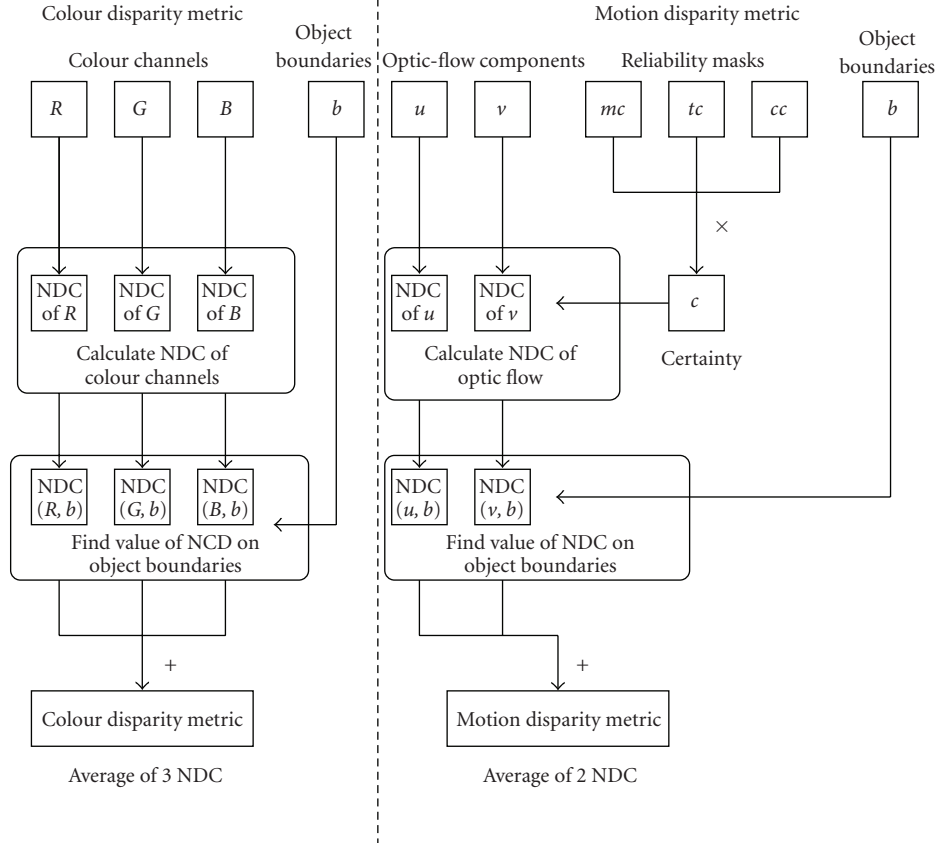 Colour disparity metric
Colour channels
Object
boundaries
R
G
B
b
NDC
of R
NDC
of G
NDC
of B
Calculate NDC of
colour channels
NDC
(R, b)
NDC
(G, b)
NDC
(B, b)
Find value of NCD on
object boundaries
+
Colour disparity metric
Average of 3 NDC
Motion disparity metric
Optic-flow components
Reliability masks
Object
boundaries
u
v
mc
tc
cc
b
×
NDC
of u
NDC
of v
c
Calculate NDC of
optic flow
Certainty
NDC
(u, b)
NDC
(v, b)
Find value of NDC on
object boundaries
+
Motion disparity metric
Average of 2 NDC